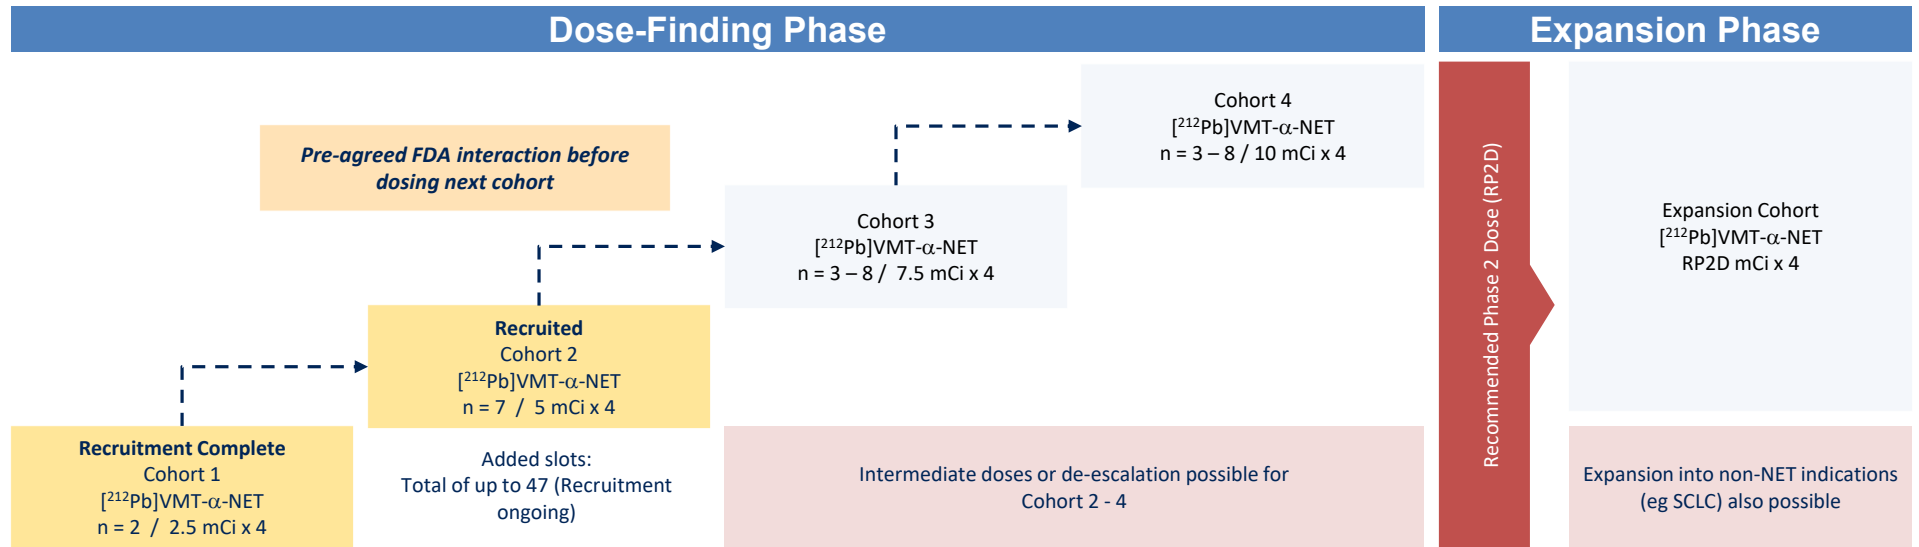 Dose-Finding Phase
Expansion Phase
Cohort 4
[²¹²Pb]VMT-α-NET
n = 3 – 8 / 10 mCi x 4
Pre-agreed FDA interaction before
dosing next cohort
Cohort 3
[²¹²Pb]VMT-α-NET
n = 3 – 8 / 7.5 mCi x 4
Recruited
Cohort 2
[²¹²Pb]VMT-α-NET
n = 7 / 5 mCi x 4
Recruitment Complete
Cohort 1
[²¹²Pb]VMT-α-NET
n = 2 / 2.5 mCi x 4
Added slots:
Total of up to 47 (Recruitment
ongoing)
Intermediate doses or de-escalation possible for
Cohort 2 - 4
Recommended Phase 2 Dose (RP2D)
Expansion Cohort
[²¹²Pb]VMT-α-NET
RP2D mCi x 4
Expansion into non-NET indications
(eg SCLC) also possible